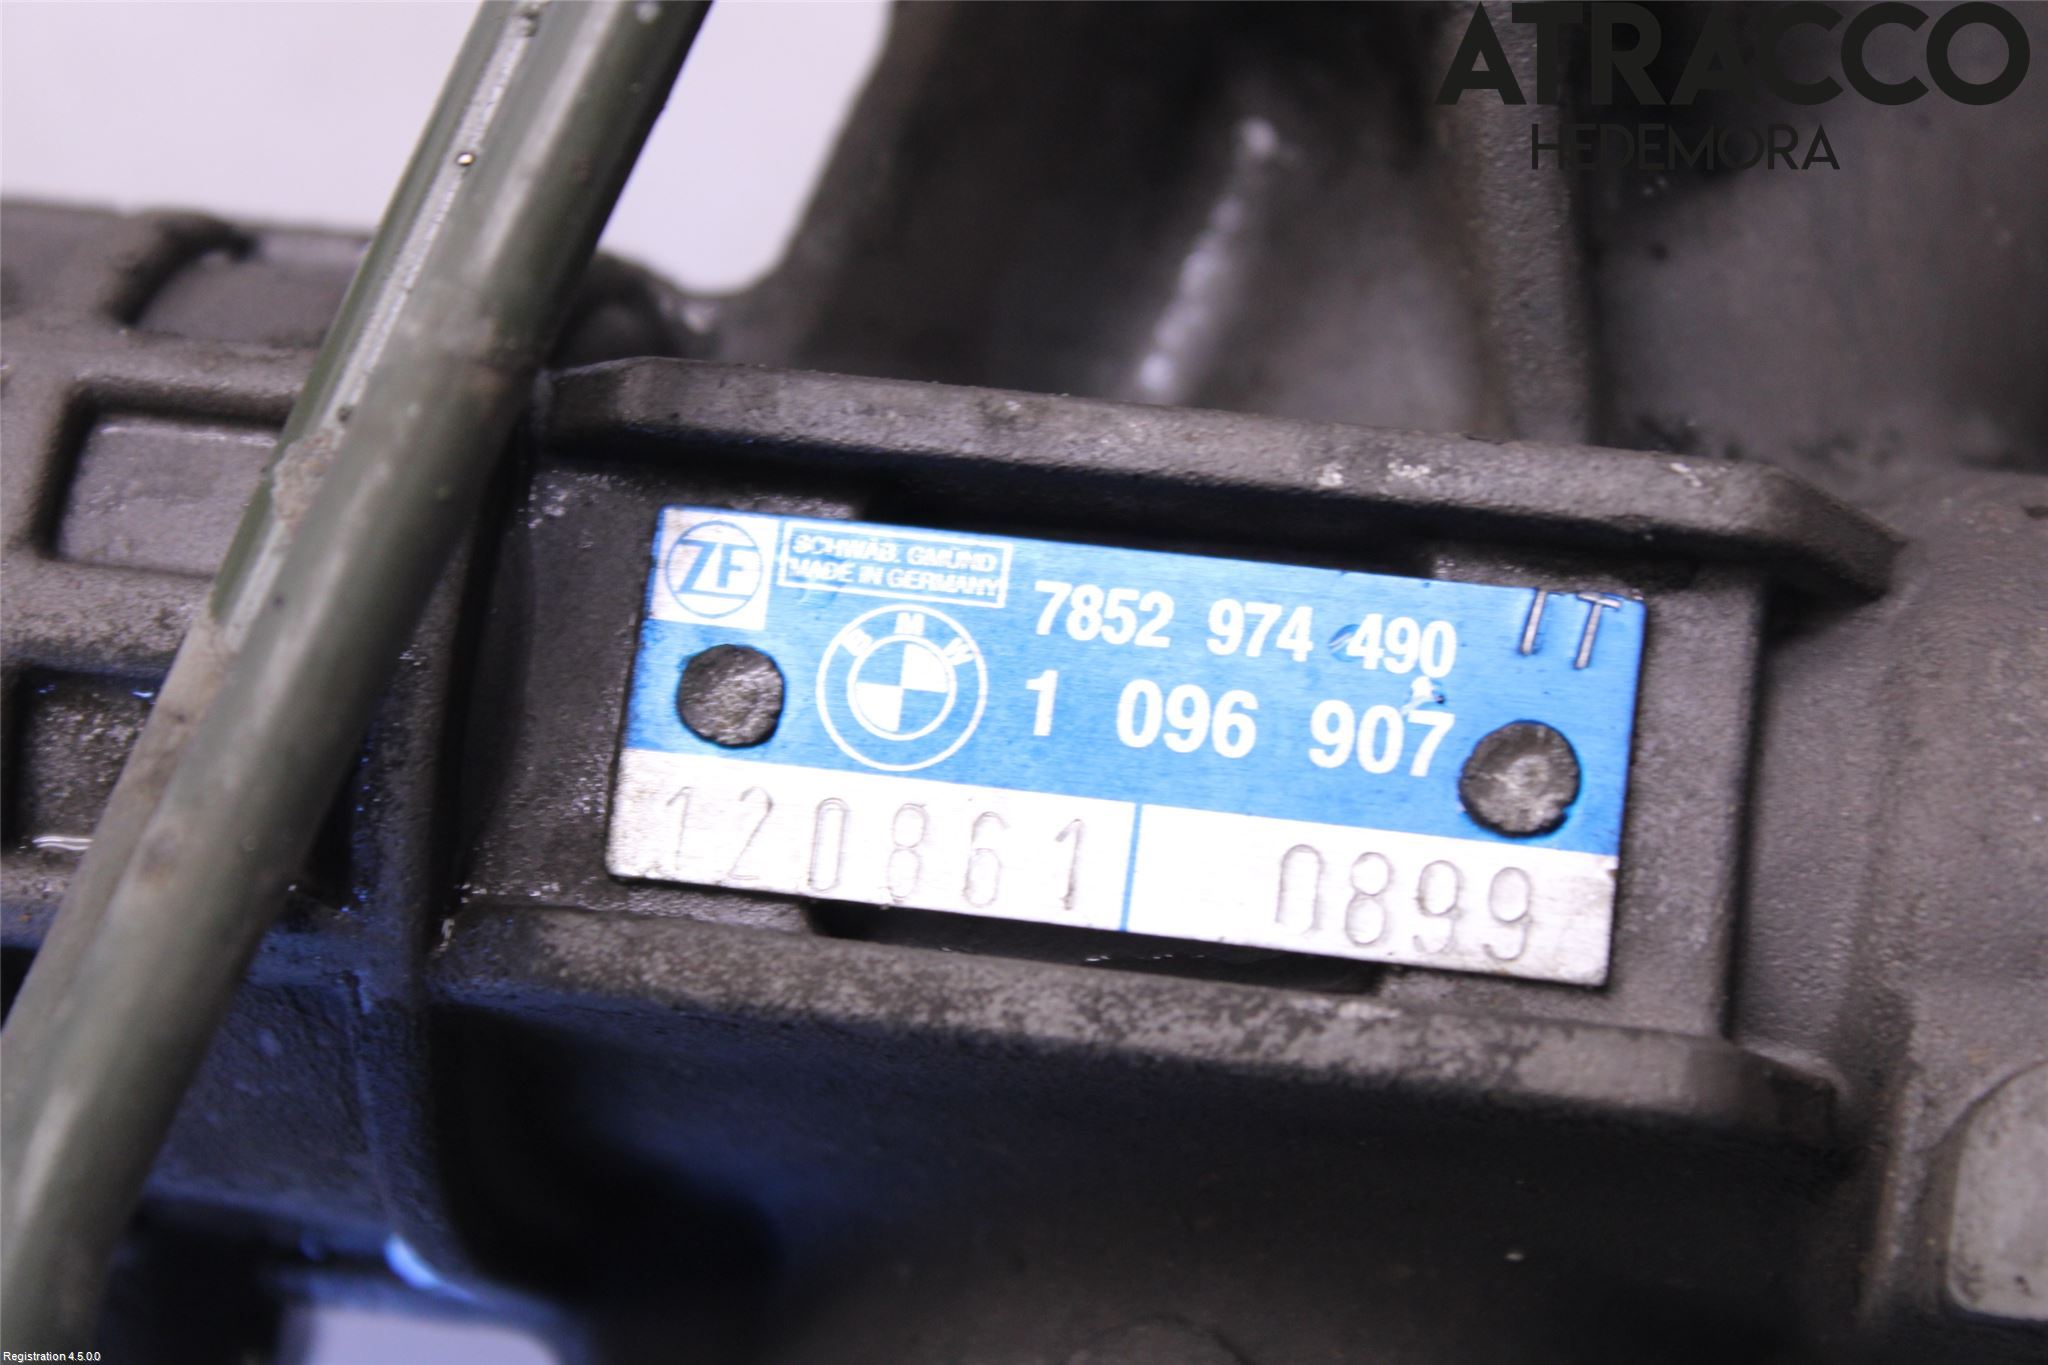 ATRACCO
HEDEMORA
ZF
SCHWÄB. GMÜND
MADE IN GERMANY
7852 974 490
TT
BMW
1 096 907
120861
0899
Registration 4.5.0.0